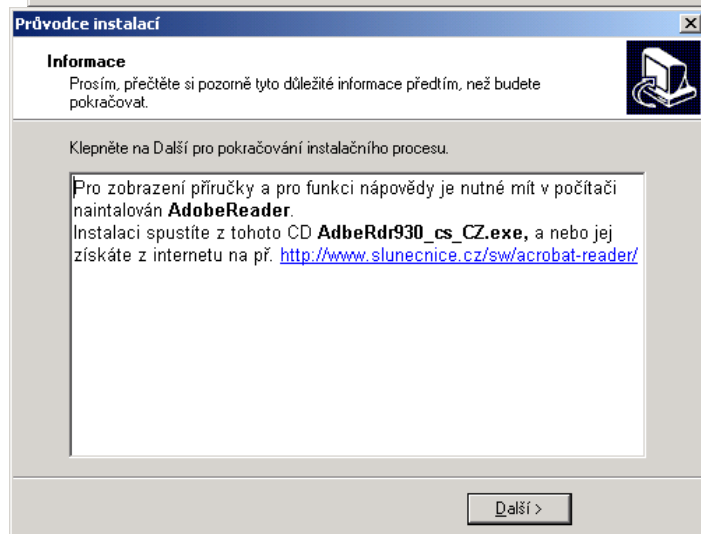 Průvodce instalací
Informace
Prosím, přečtěte si pozorně tyto důležité informace předtím, než budete
pokračovat.
Klepněte na Další pro pokračování instalačního procesu.
Pro zobrazení příručky a pro funkci nápovědy je nutné mít v počítači
naintalován AdobeReader.
Instalaci spustíte z tohoto CD AdbeRdr930_cs_CZ.exe, a nebo jej
získáte z internetu na př. http://www.slunecnice.cz/sw/acrobat-reader/
Další >